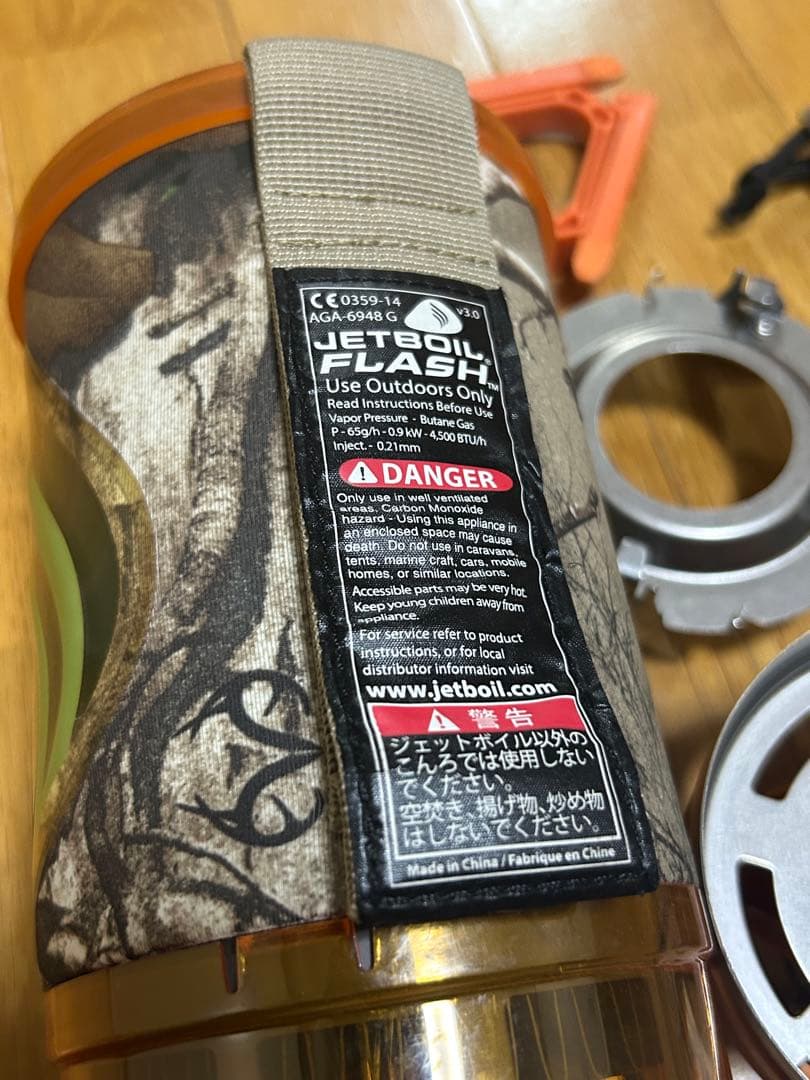 CE 0359-14
AGA-6948 G
v3.0
JETBOIL®
FLASH™
Use Outdoors Only
Read Instructions Before Use
Vapor Pressure - Butane Gas
P - 65g/h - 0.9 kW - 4,500 BTU/h
Inject. - 0.21mm
DANGER
Only use in well ventilated
areas. Carbon Monoxide
hazard - Using this appliance in
an enclosed space may cause
death. Do not use in caravans,
tents, marine craft, cars, mobile
homes, or similar locations.
Accessible parts may be very hot.
Keep young children away from
appliance.
For service refer to product
instructions, or for local
distributor information visit
www.jetboil.com
警告
ジェットボイル以外の
こんろでは使用しない
でください。
空焚き、揚げ物、炒め物
はしないでください。
Made in China / Fabriqué en Chine